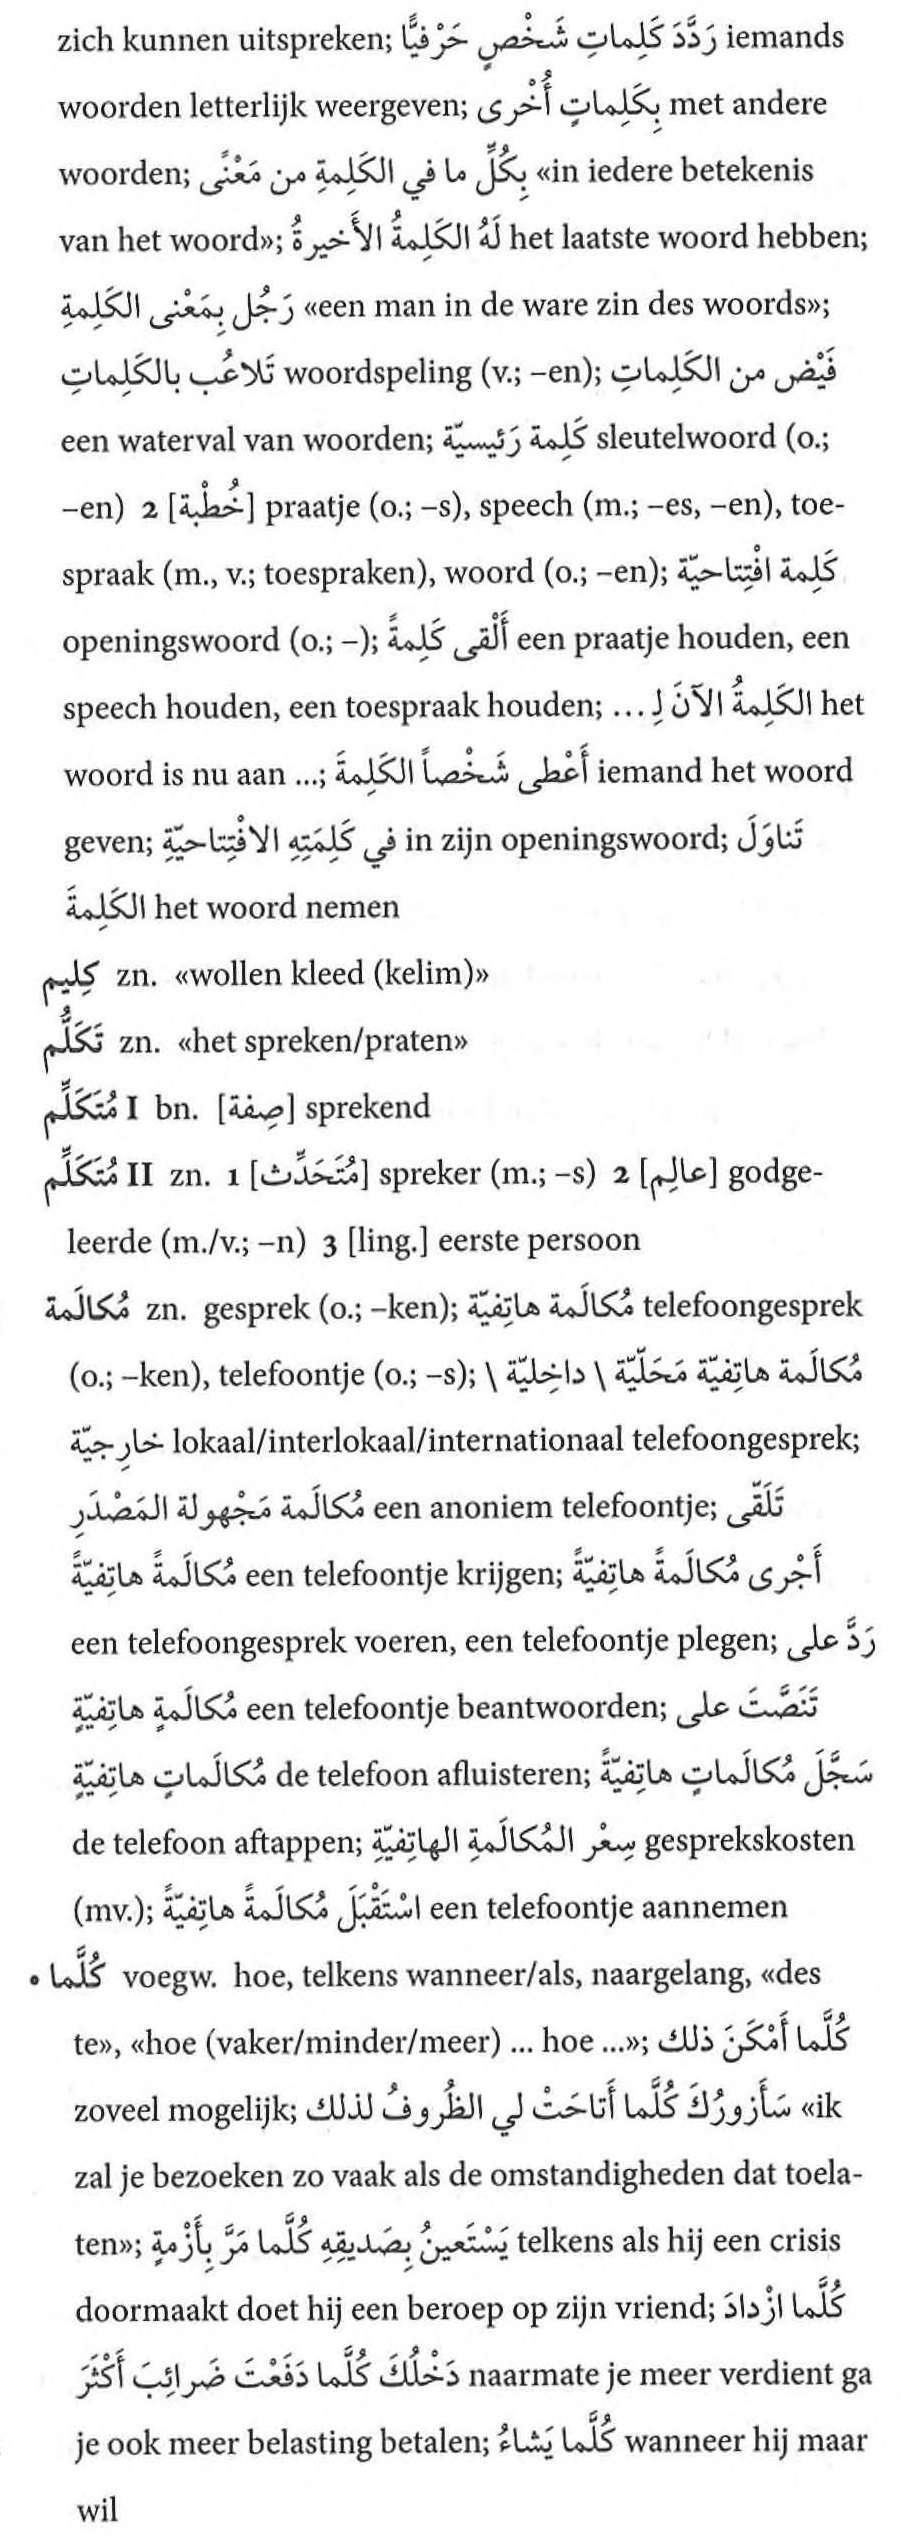 zich kunnen uitspreken; رَدَّدَ كَلِماتِ شَخْصٍ حَرْفيًّا iemands
woorden letterlijk weergeven; بِكَلِماتٍ أُخْرى met andere
woorden; بِكُلِّ ما في الكَلِمةِ من مَعْنًى «in iedere betekenis
van het woord»; لَهُ الكَلِمةُ الأَخيرةُ het laatste woord hebben;
رَجُل بِمَعْنى الكَلِمةِ «een man in de ware zin des woords»;
تَلاعُب بالكَلِماتِ woordspeling (v.; –en); فَيْض من الكَلِماتِ
een waterval van woorden; كَلِمة رَئيسيّة sleutelwoord (o.;
–en) 2 [خُطْبة] praatje (o.; –s), speech (m.; –es, –en), toe-
spraak (m., v.; toespraken), woord (o.; –en); كَلِمة افْتِتاحيّة
openingswoord (o.; –); أَلْقى كَلِمةً een praatje houden, een
speech houden, een toespraak houden; الكَلِمةُ الآنَ لِ... het
woord is nu aan ...; أَعْطى شَخْصاً الكَلِمةَ iemand het woord
geven; في كَلِمَتِهِ الافْتِتاحيّةِ in zijn openingswoord; تَناوَلَ
الكَلِمةَ het woord nemen
كِليم zn. «wollen kleed (kelim)»
تَكَلُّم zn. «het spreken/praten»
مُتَكَلِّم I bn. [صِفة] sprekend
مُتَكَلِّم II zn. 1 [مُتَحَدِّث] spreker (m.; –s) 2 [عالِم] godge-
leerde (m./v.; –n) 3 [ling.] eerste persoon
مُكالَمة zn. gesprek (o.; –ken); مُكالَمة هاتِفيّة telefoongesprek
(o.; –ken), telefoontje (o.; –s); مُكالَمة هاتِفيّة مَحَلّيّة \ داخِليّة \
خارِجيّة lokaal/interlokaal/internationaal telefoongesprek;
مُكالَمة مَجْهولة المَصْدَرِ een anoniem telefoontje; تَلَقّى
مُكالَمةً هاتِفيّةً een telefoontje krijgen; أَجْرى مُكالَمةً هاتِفيّةً
een telefoongesprek voeren, een telefoontje plegen; رَدَّ على
مُكالَمةٍ هاتِفيّةٍ een telefoontje beantwoorden; تَنَصَّتَ على
مُكالَماتٍ هاتِفيّةٍ de telefoon afluisteren; سَجَّلَ مُكالَماتٍ هاتِفيّةً
de telefoon aftappen; سِعْر المُكالَمةِ الهاتِفيّةِ gesprekskosten
(mv.); اسْتَقْبَلَ مُكالَمةً هاتِفيّةً een telefoontje aannemen
• كُلَّما voegw. hoe, telkens wanneer/als, naargelang, «des
te», «hoe (vaker/minder/meer) ... hoe ...»; كُلَّما أَمْكَنَ ذلك
zoveel mogelijk; سَأَزورُكَ كُلَّما أَتاحَتْ لي الظُروفُ لذلك «ik
zal je bezoeken zo vaak als de omstandigheden dat toela-
ten»; يَسْتَعينُ بِصَديقِهِ كُلَّما مَرَّ بِأَزْمةٍ telkens als hij een crisis
doormaakt doet hij een beroep op zijn vriend; كُلَّما ازْدادَ
دَخْلُكَ كُلَّما دَفَعْتَ ضَرائِبَ أَكْثَرَ naarmate je meer verdient ga
je ook meer belasting betalen; كُلَّما يَشاءُ wanneer hij maar
wil